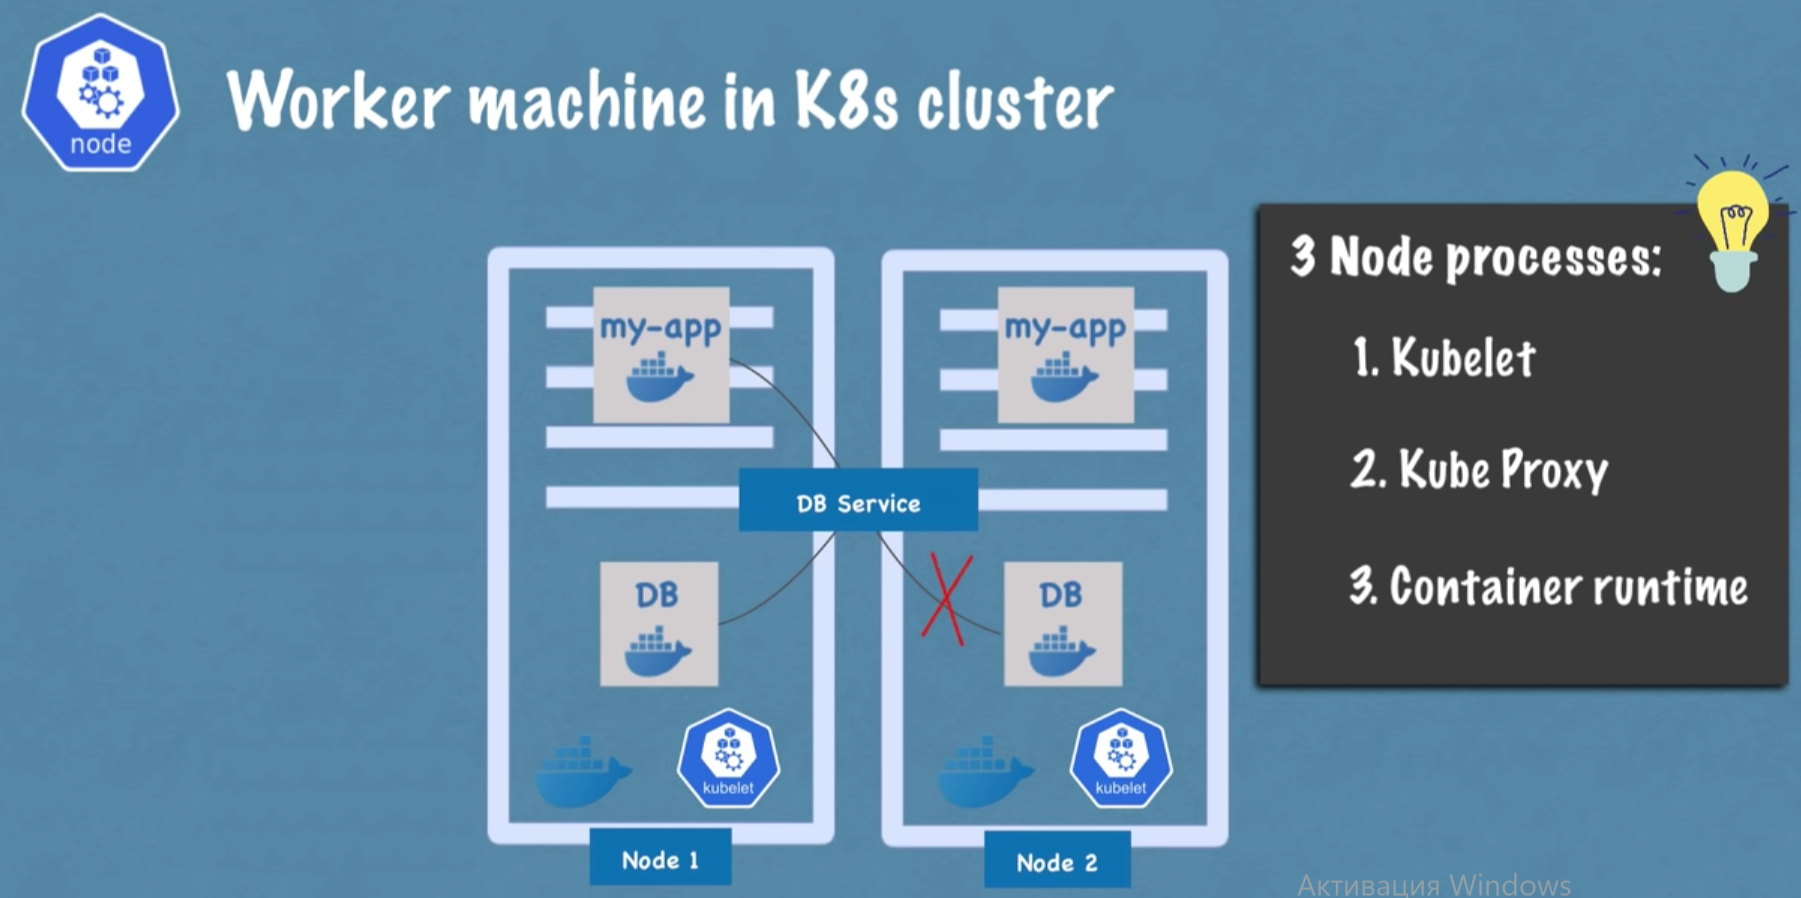 node
Worker machine in K8s cluster
3 Node processes:
1. Kubelet
2. Kube Proxy
3. Container runtime
my-app
my-app
DB Service
DB
DB
kubelet
kubelet
Node 1
Node 2
Активация Windows